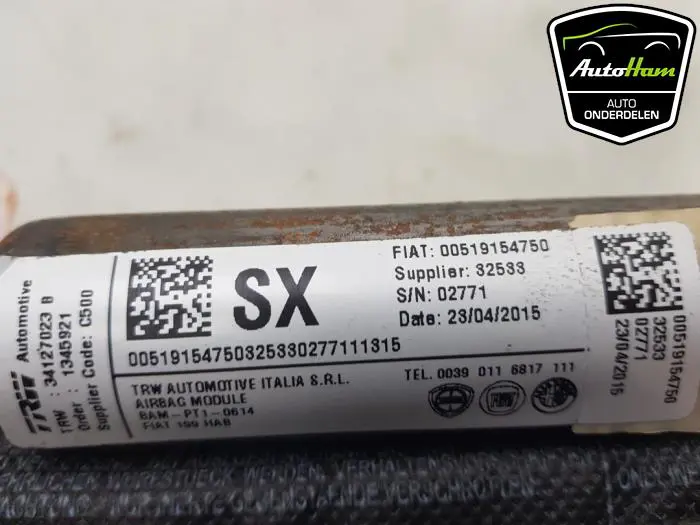 AutoHam
AUTO
ONDERDELEN
TRW Automotive
TRW : 34127023 B
Order : 1345921
Supplier Code: C500
SX
FIAT: 00519154750
Supplier: 32533
S/N: 02771
Date: 23/04/2015
00519154750325330277111315
TRW AUTOMOTIVE ITALIA S.R.L.
AIRBAG MODULE
BAM-PT1-0614
FIAT 199 HAB
TEL. 0039 011 6817 111
00519154750
32533
02771
23/04/2015